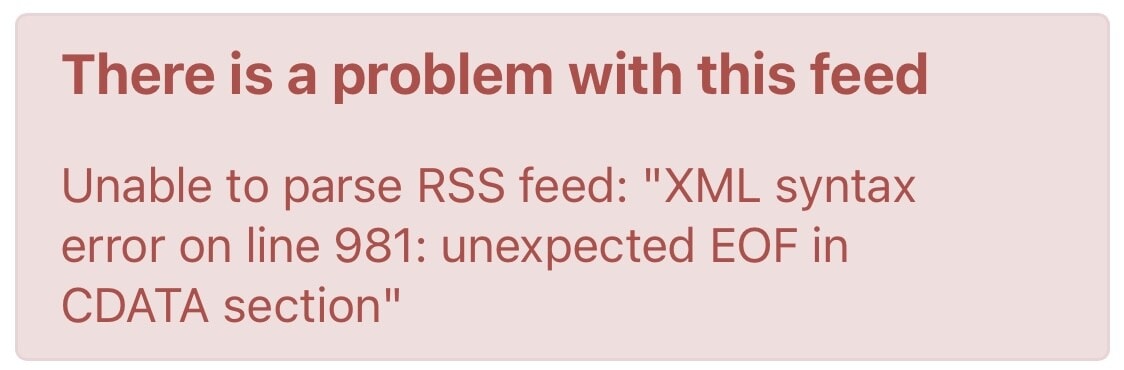 There is a problem with this feed
Unable to parse RSS feed: "XML syntax
error on line 981: unexpected EOF in
CDATA section"